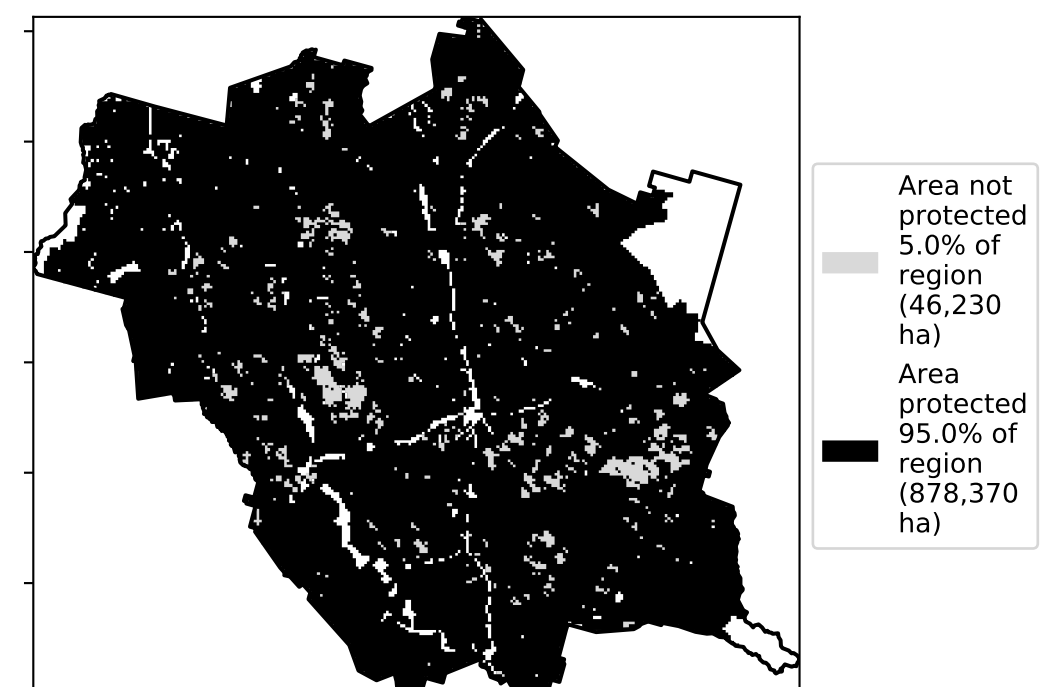 Area not
protected
5.0% of
region
(46,230
ha)
Area
protected
95.0% of
region
(878,370
ha)